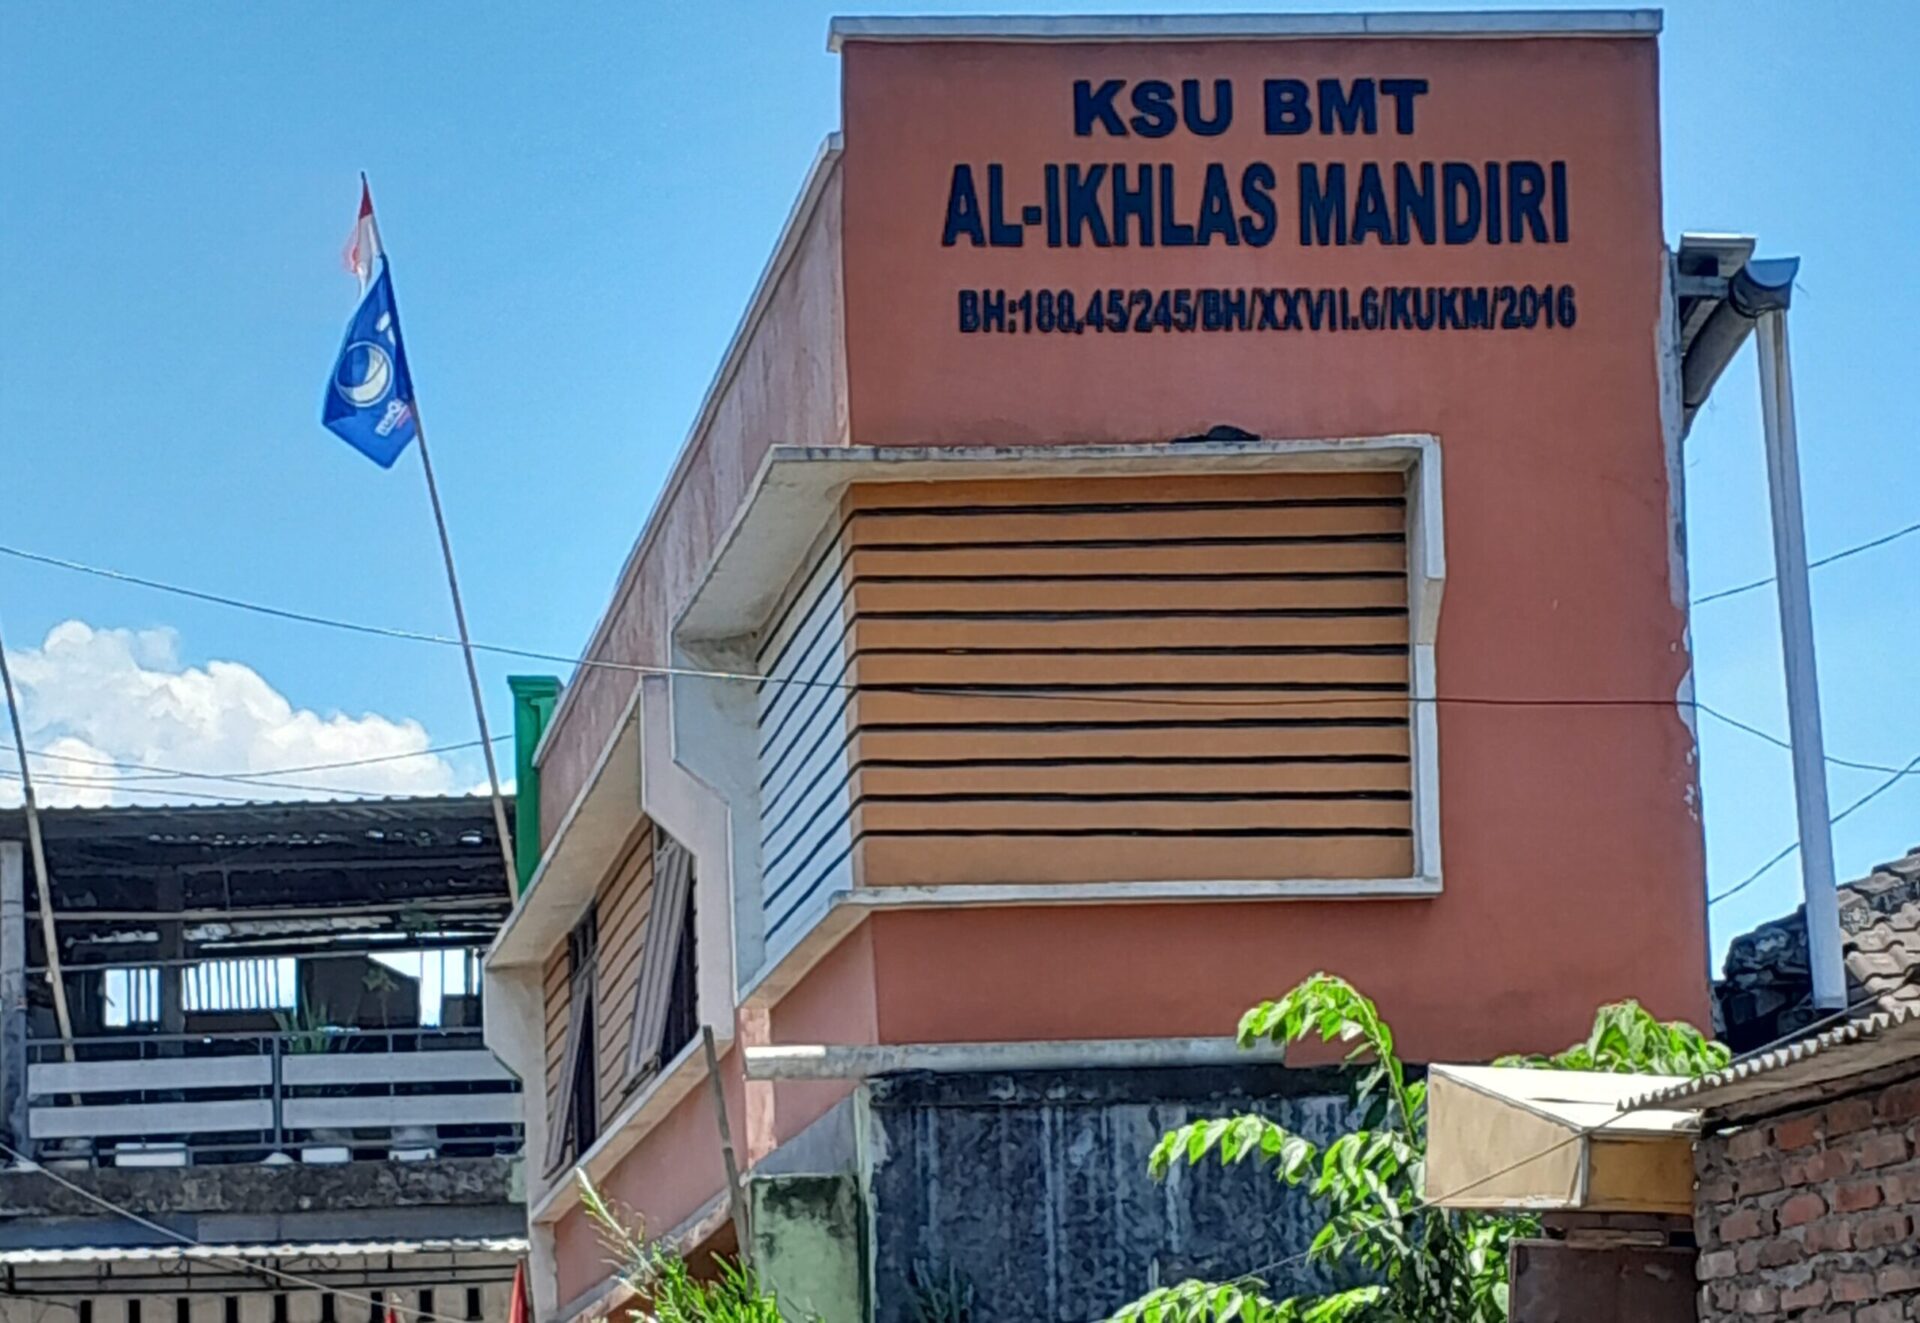 KSU BMT
AL-IKHLAS MANDIRI
BH:188,45/245/BH/XXVII.6/KUKM/2016